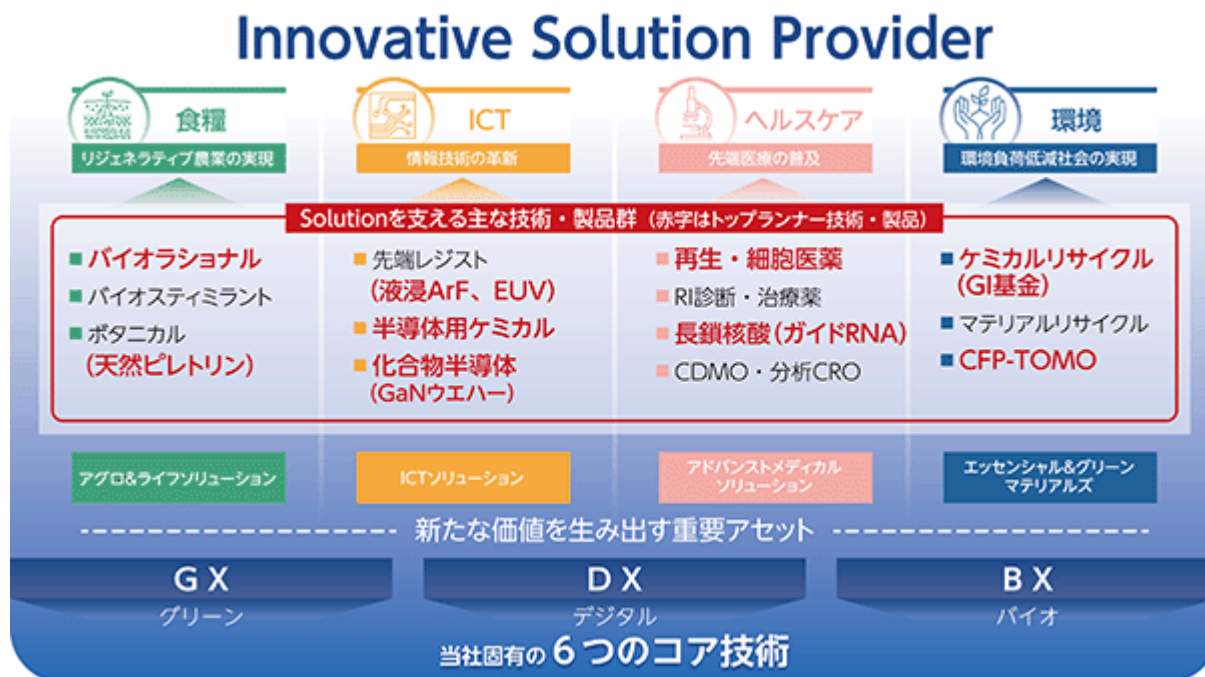 Innovative Solution Provider
食糧
リジェネラティブ農業の実現
ICT
情報技術の革新
ヘルスケア
先端医療の普及
環境
環境負荷低減社会の実現
Solutionを支える主な技術・製品群（赤字はトップランナー技術・製品）
■バイオラショナル
■バイオスティミラント
■ボタニカル
（天然ピレトリン）
■先端レジスト
（液浸ArF、EUV）
■半導体用ケミカル
■化合物半導体
（GaNウエハー）
■再生・細胞医薬
■RI診断・治療薬
■長鎖核酸（ガイドRNA）
■CDMO・分析CRO
■ケミカルリサイクル
（GI基金）
■マテリアルリサイクル
■CFP-TOMO
アグロ&ライフソリューション
ICTソリューション
アドバンストメディカル
ソリューション
エッセンシャル&グリーン
マテリアルズ
新たな価値を生み出す重要アセット
GX
グリーン
DX
デジタル
BX
バイオ
当社固有の6つのコア技術